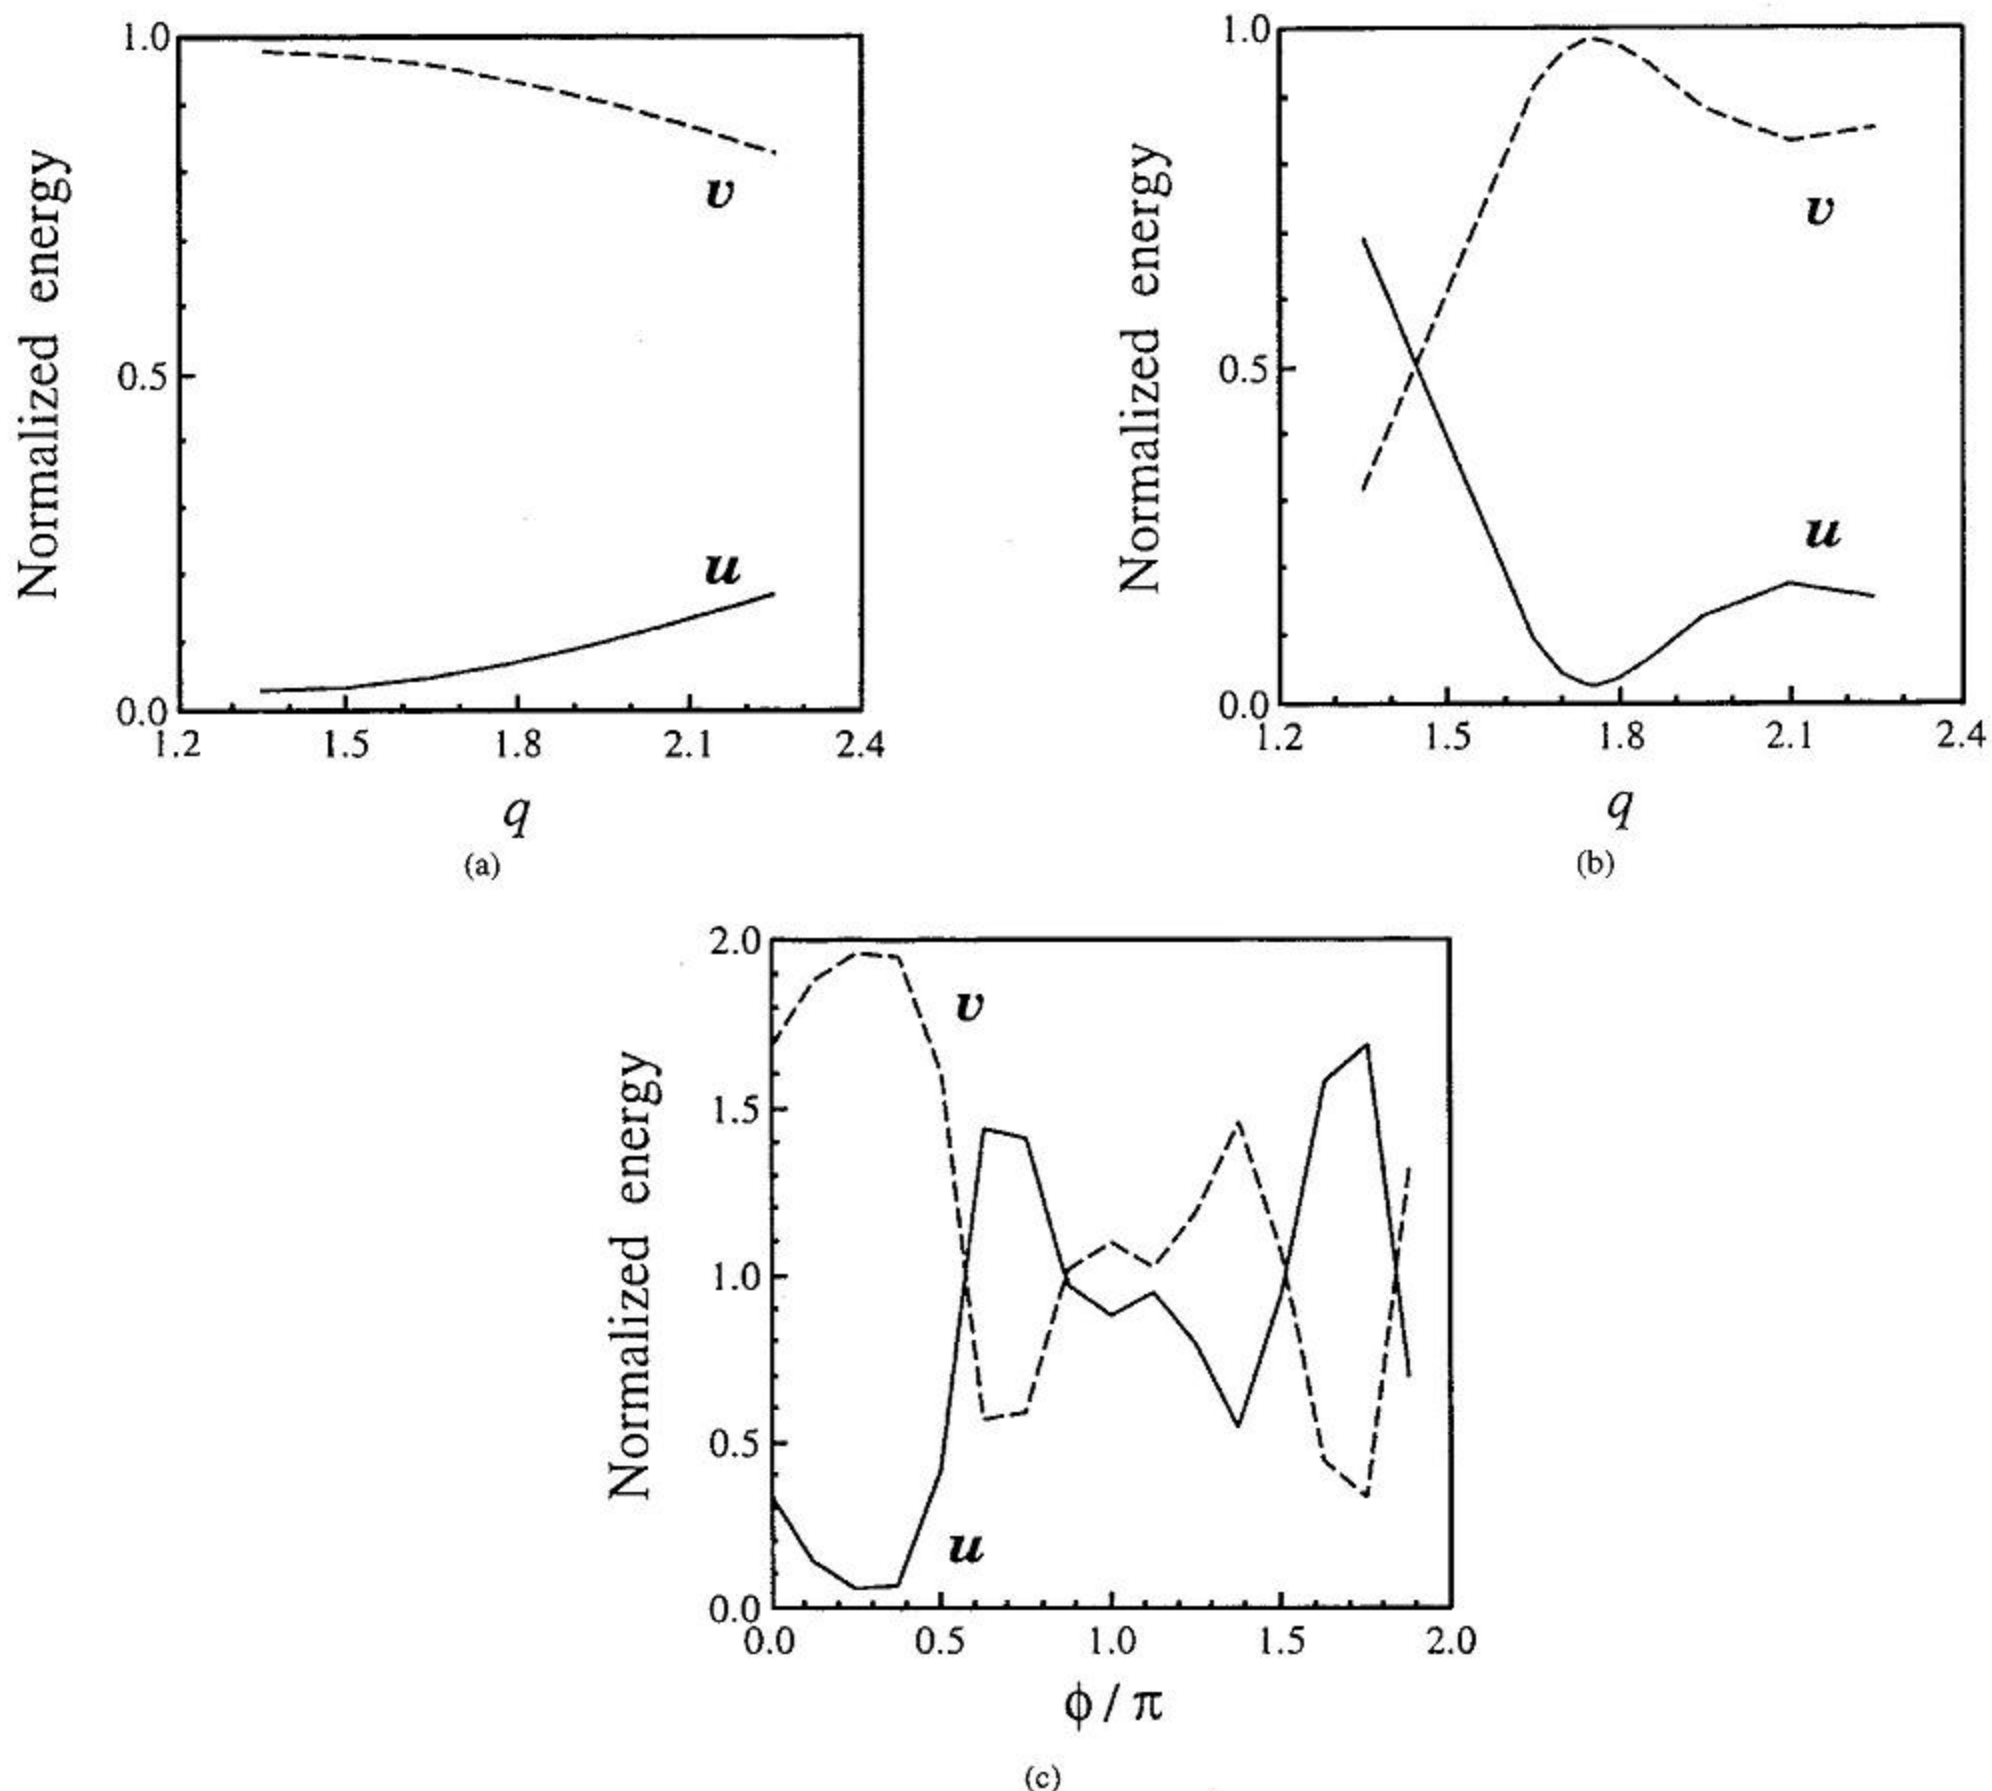 1.0
0.5
0.0
Normalized energy
v
u
1.2 1.5 1.8 2.1 2.4
q
(a)
1.0
0.5
0.0
Normalized energy
v
u
1.2 1.5 1.8 2.1 2.4
q
(b)
2.0
1.5
1.0
0.5
0.0
Normalized energy
v
u
0.0 0.5 1.0 1.5 2.0
ϕ / π
(c)